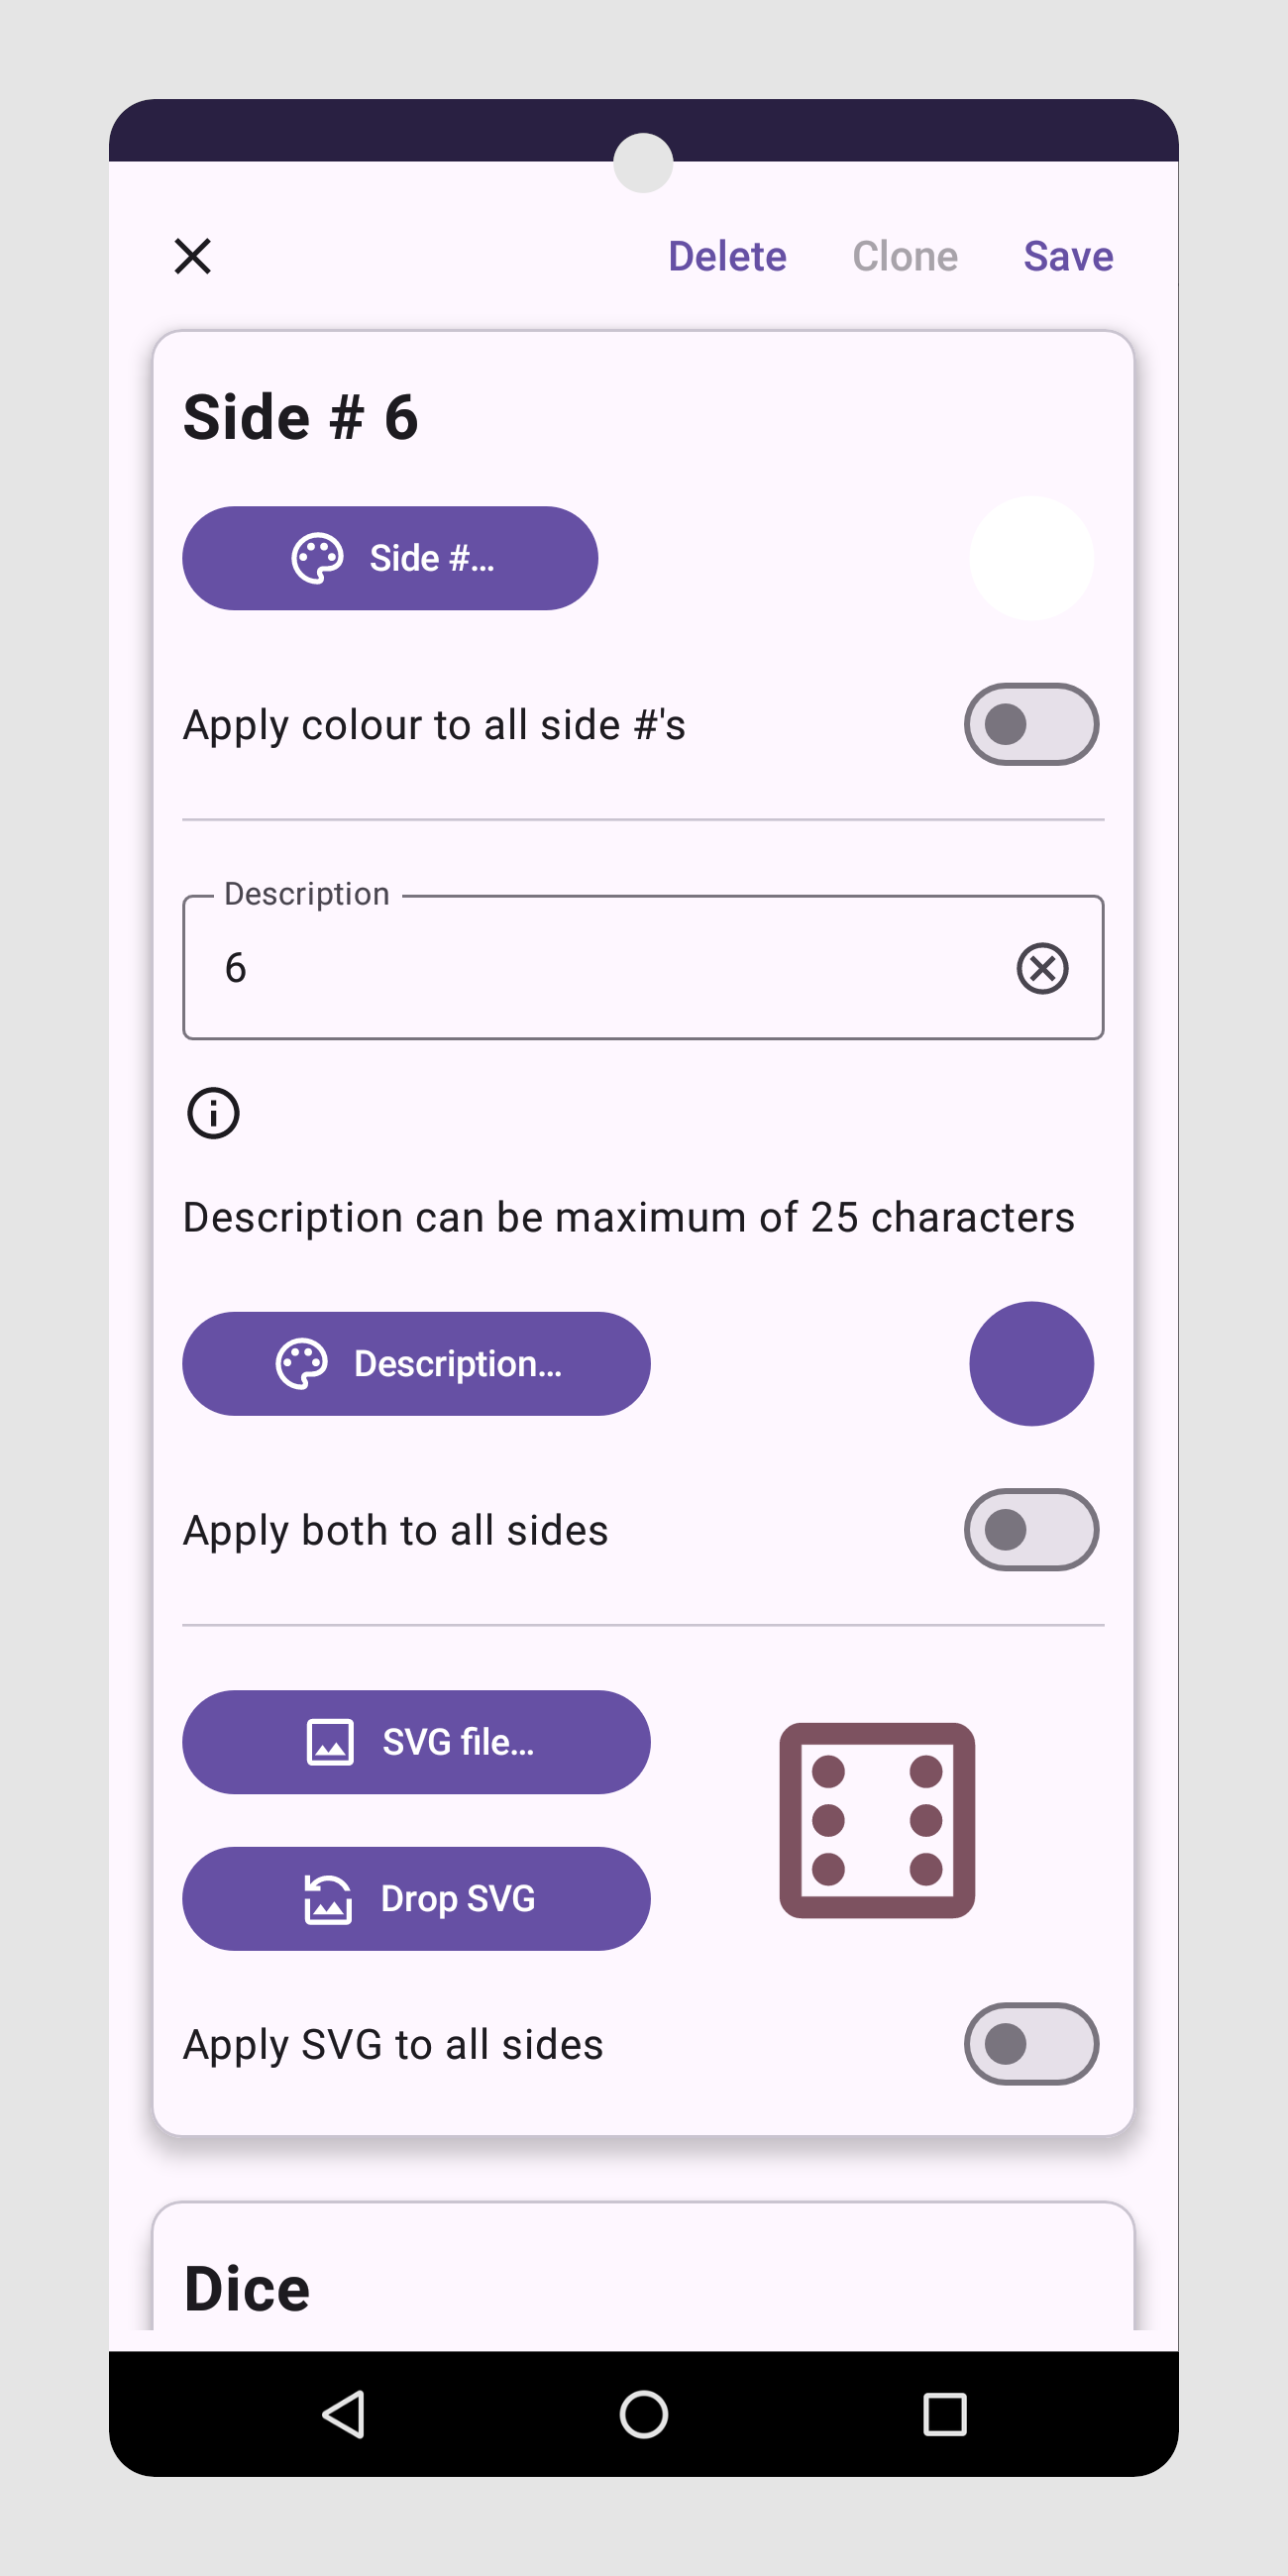 Delete Clone Save
Side # 6
Side #...
Apply colour to all side #'s
Description
6
Description can be maximum of 25 characters
Description...
Apply both to all sides
SVG file...
Drop SVG
Apply SVG to all sides
Dice